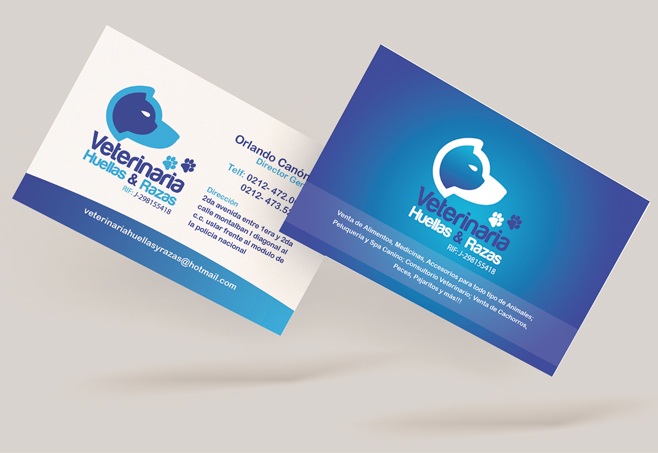 Veterinaria
Huellas & Razas
RIF: J-298155418
Orlando Canón
Director
Telf: 0212- 472.
0212- 473.
Dirección
2da avenida entre 1era y 2da
calle montalban I diagonal al
c.c. uslar frente al modulo de
la policia nacional
veterinariahuellasyrazas@hotmail.com
Veterinaria
Huellas & Razas
RIF: J-298155418
Venta de Alimentos, Medicinas, Accesorios para todo tipo de Animales;
Peluquería y Spa Canino; Consultorio Veterinario; Venta de Cachorros,
Peces, Pajaritos y más!!!